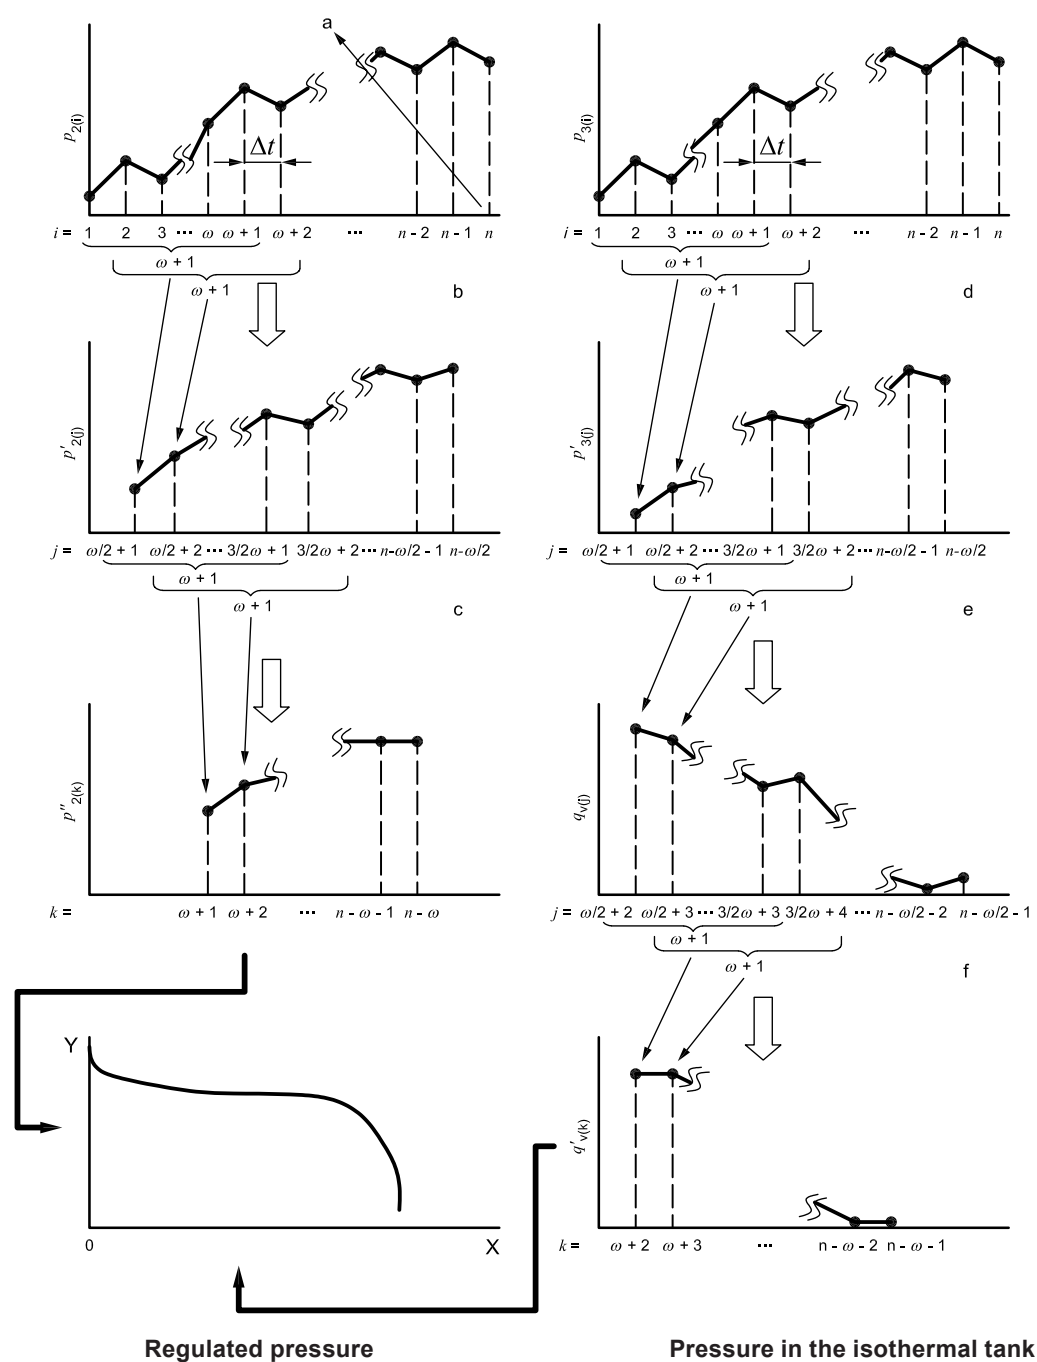 a
p2(i)
Δt
i = 1 2 3 ··· ω ω + 1 ω + 2 ··· n - 2 n - 1 n
ω + 1
ω + 1
b
p3(i)
Δt
i = 1 2 3 ··· ω ω + 1 ω + 2 ··· n - 2 n - 1 n
ω + 1
ω + 1
d
p′2(j)
j = ω/2 + 1 ω/2 + 2 ··· 3/2ω + 1 3/2ω + 2 ··· n-ω/2 - 1 n-ω/2
ω + 1
ω + 1
c
p′3(j)
j = ω/2 + 1 ω/2 + 2 ··· 3/2ω + 1 3/2ω + 2 ··· n-ω/2 - 1 n-ω/2
ω + 1
ω + 1
e
p″2(k)
k = ω + 1 ω + 2 ··· n - ω - 1 n - ω
qv(j)
j = ω/2 + 2 ω/2 + 3 ··· 3/2ω + 3 3/2ω + 4 ··· n - ω/2 - 2 n - ω/2 - 1
ω + 1
ω + 1
f
Y
0
X
q′v(k)
k = ω + 2 ω + 3 ··· n - ω - 2 n - ω - 1
Regulated pressure
Pressure in the isothermal tank